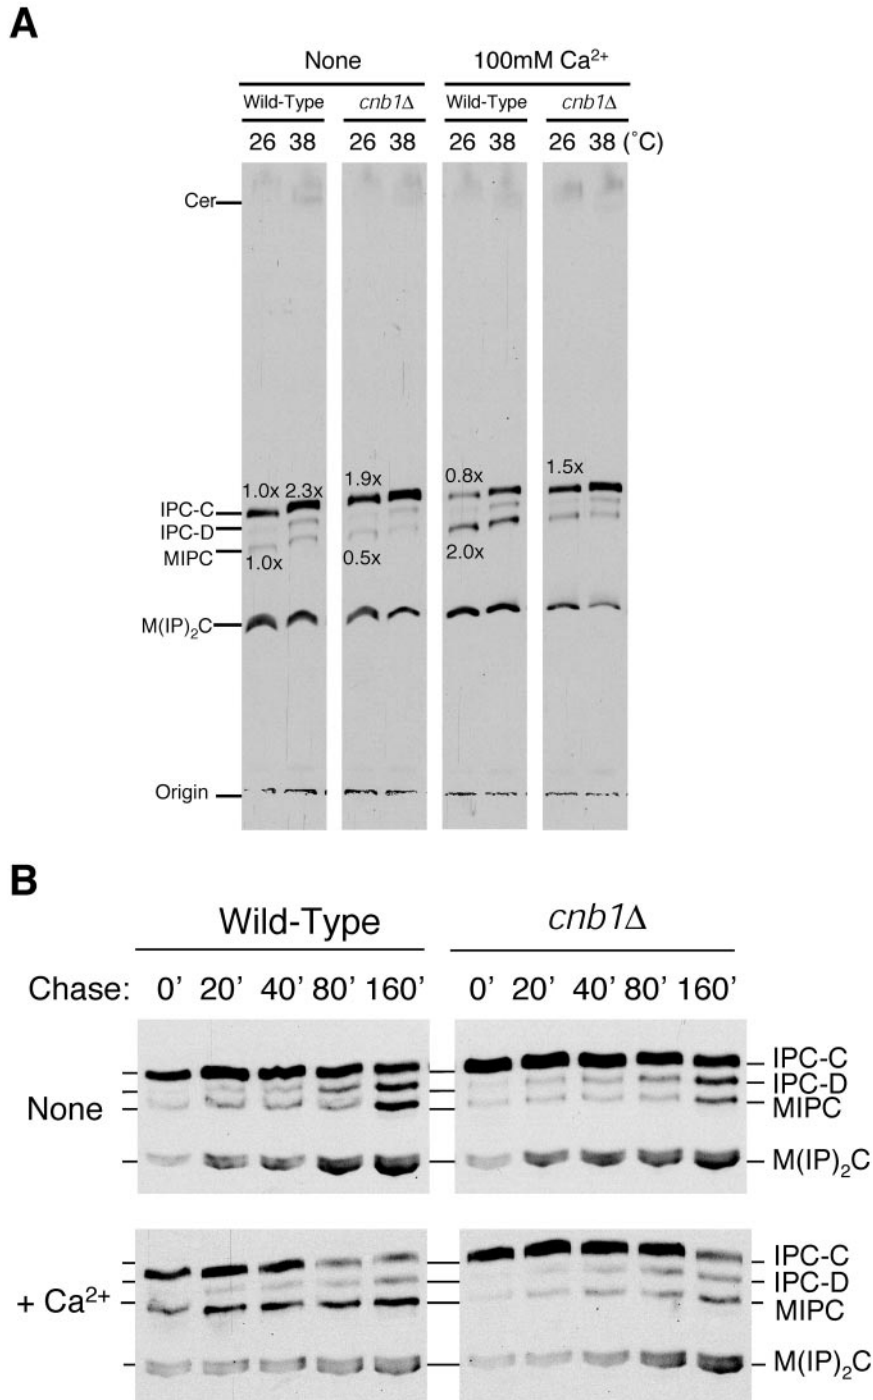 A
None 100mM Ca²⁺
Wild-Type cnb1Δ Wild-Type cnb1Δ
26 38 26 38 26 38 26 38 (˚C)
Cer
1.0x 2.3x 1.9x 0.8x 1.5x
IPC-C
IPC-D
MIPC
1.0x 0.5x 2.0x
M(IP)₂C
Origin
B
Wild-Type cnb1Δ
Chase: 0’ 20’ 40’ 80’ 160’ 0’ 20’ 40’ 80’ 160’
None
IPC-C
IPC-D
MIPC
M(IP)₂C
+ Ca²⁺
IPC-C
IPC-D
MIPC
M(IP)₂C